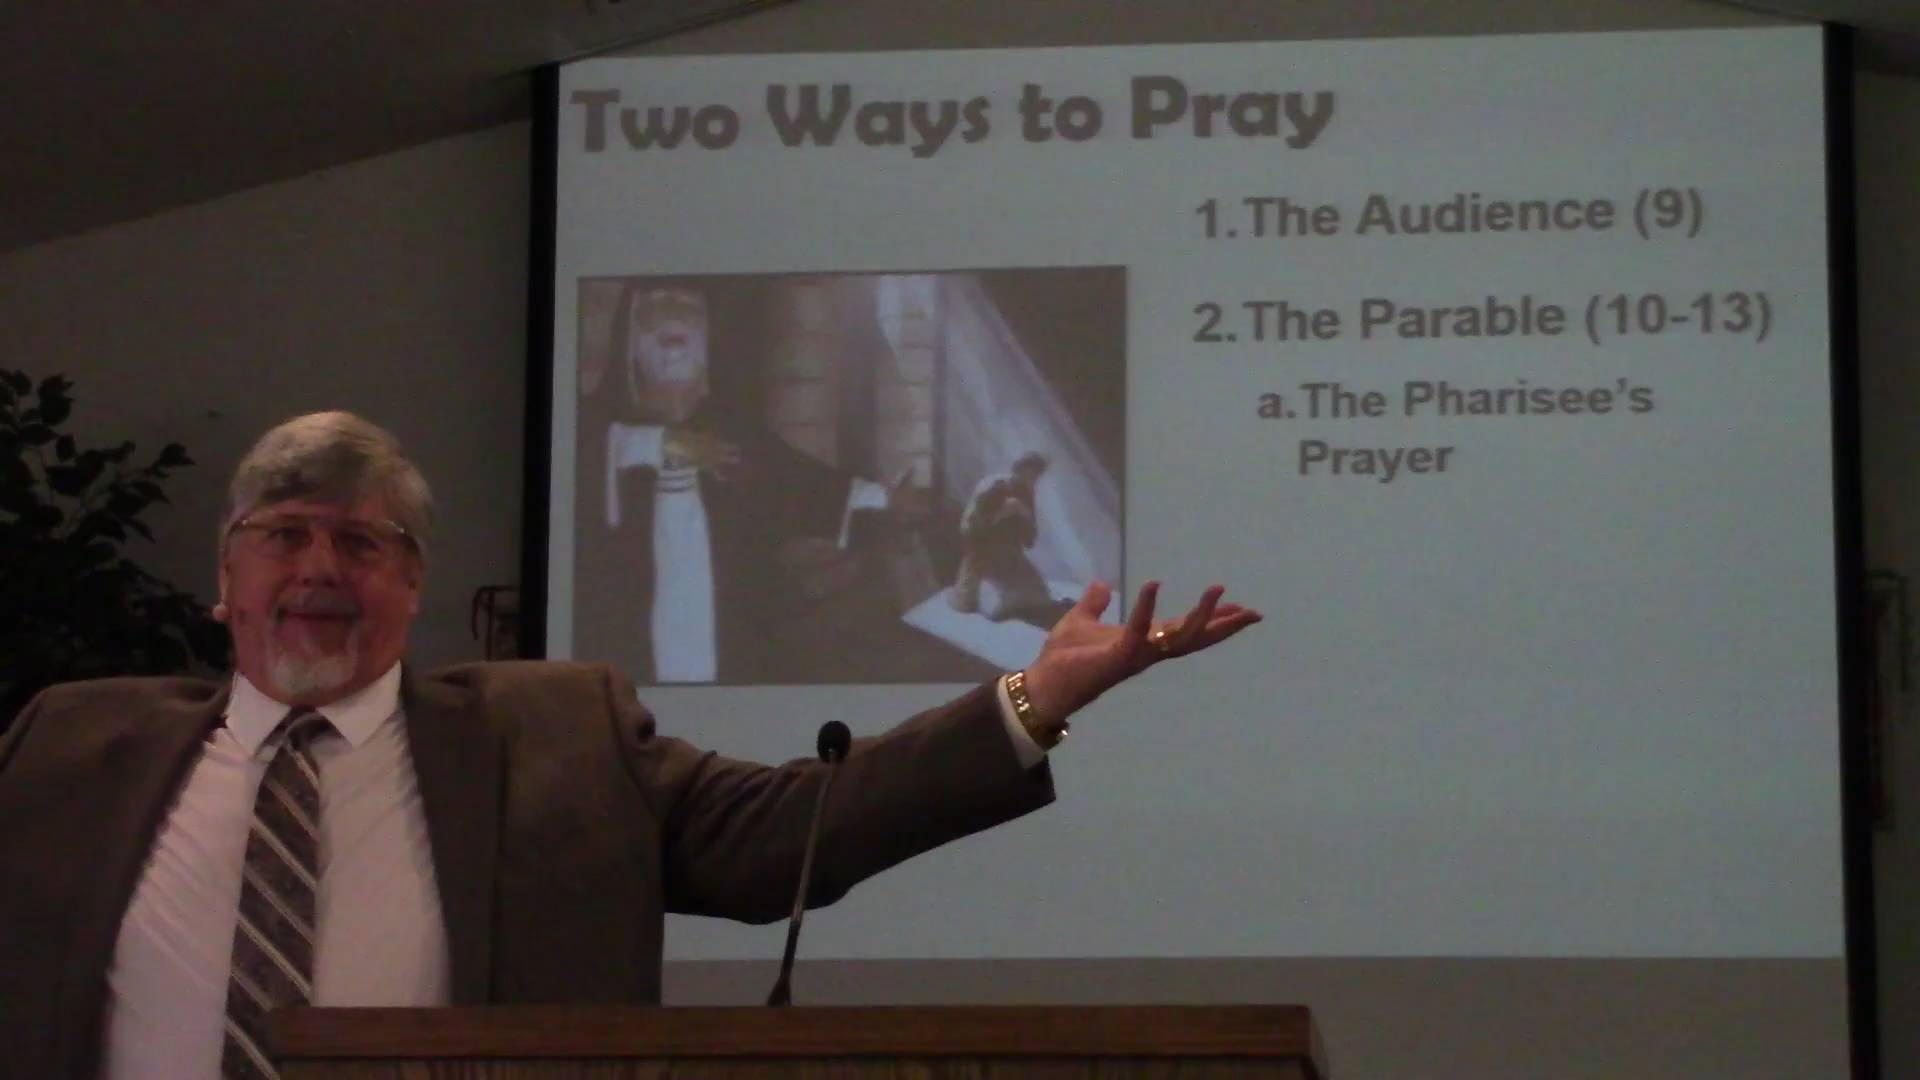 Two Ways to Pray
1. The Audience (9)
2. The Parable (10-13)
a. The Pharisee's
Prayer